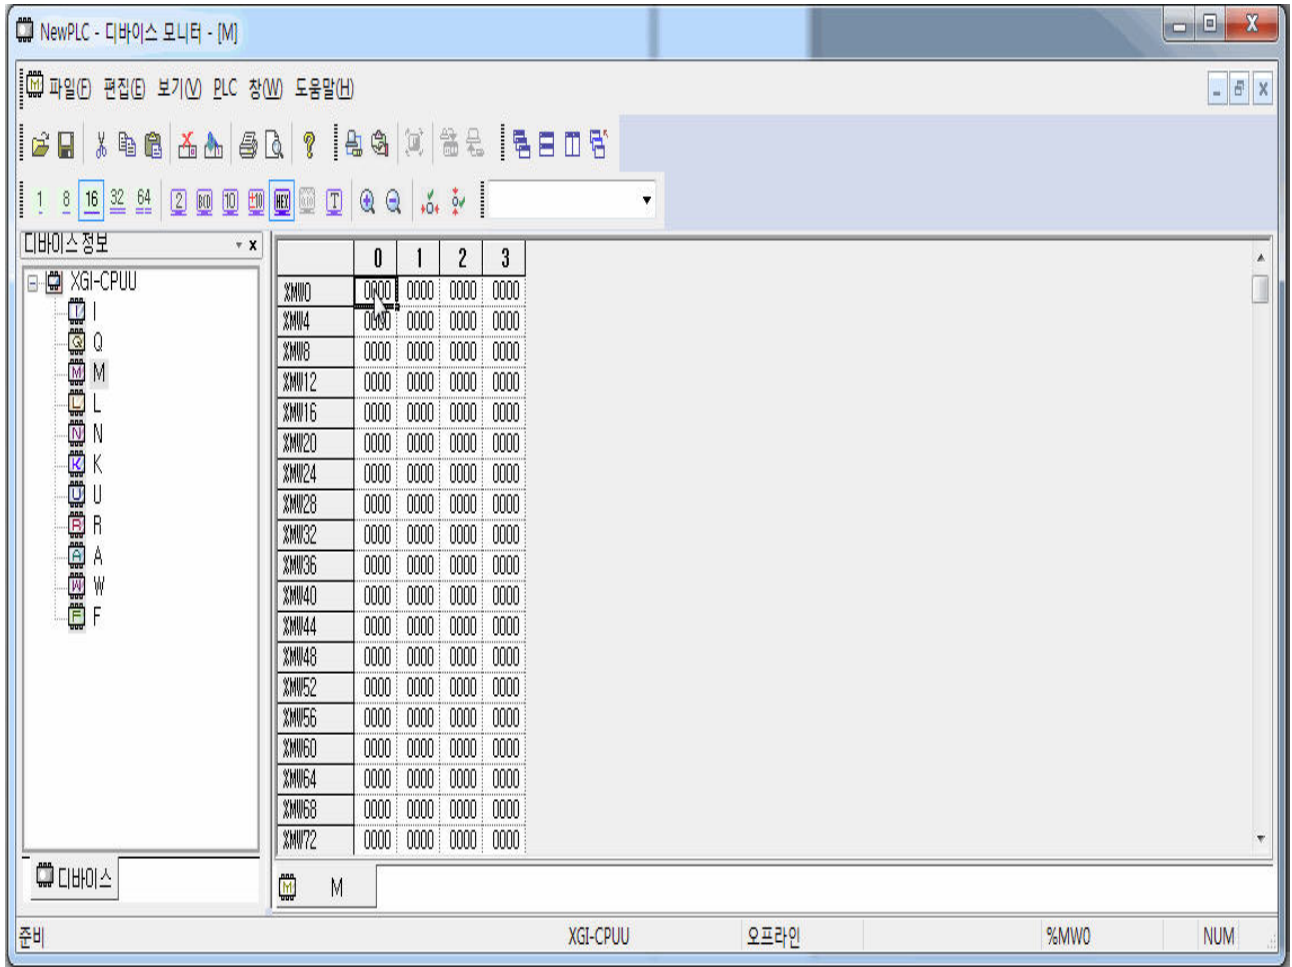 NewPLC - 디바이스 모니터 - [M]
파일(F) 편집(E) 보기(V) PLC 창(W) 도움말(H)
1 8 16 32 64 2 BCD 10 ±10 HEX T
디바이스 정보
XGI-CPUU
I
Q
M
L
N
K
U
R
A
W
F
디바이스
0 1 2 3
%MW0 0000 0000 0000 0000
%MW4 0000 0000 0000 0000
%MW8 0000 0000 0000 0000
%MW12 0000 0000 0000 0000
%MW16 0000 0000 0000 0000
%MW20 0000 0000 0000 0000
%MW24 0000 0000 0000 0000
%MW28 0000 0000 0000 0000
%MW32 0000 0000 0000 0000
%MW36 0000 0000 0000 0000
%MW40 0000 0000 0000 0000
%MW44 0000 0000 0000 0000
%MW48 0000 0000 0000 0000
%MW52 0000 0000 0000 0000
%MW56 0000 0000 0000 0000
%MW60 0000 0000 0000 0000
%MW64 0000 0000 0000 0000
%MW68 0000 0000 0000 0000
%MW72 0000 0000 0000 0000
M
준비 XGI-CPUU 오프라인 %MW0 NUM